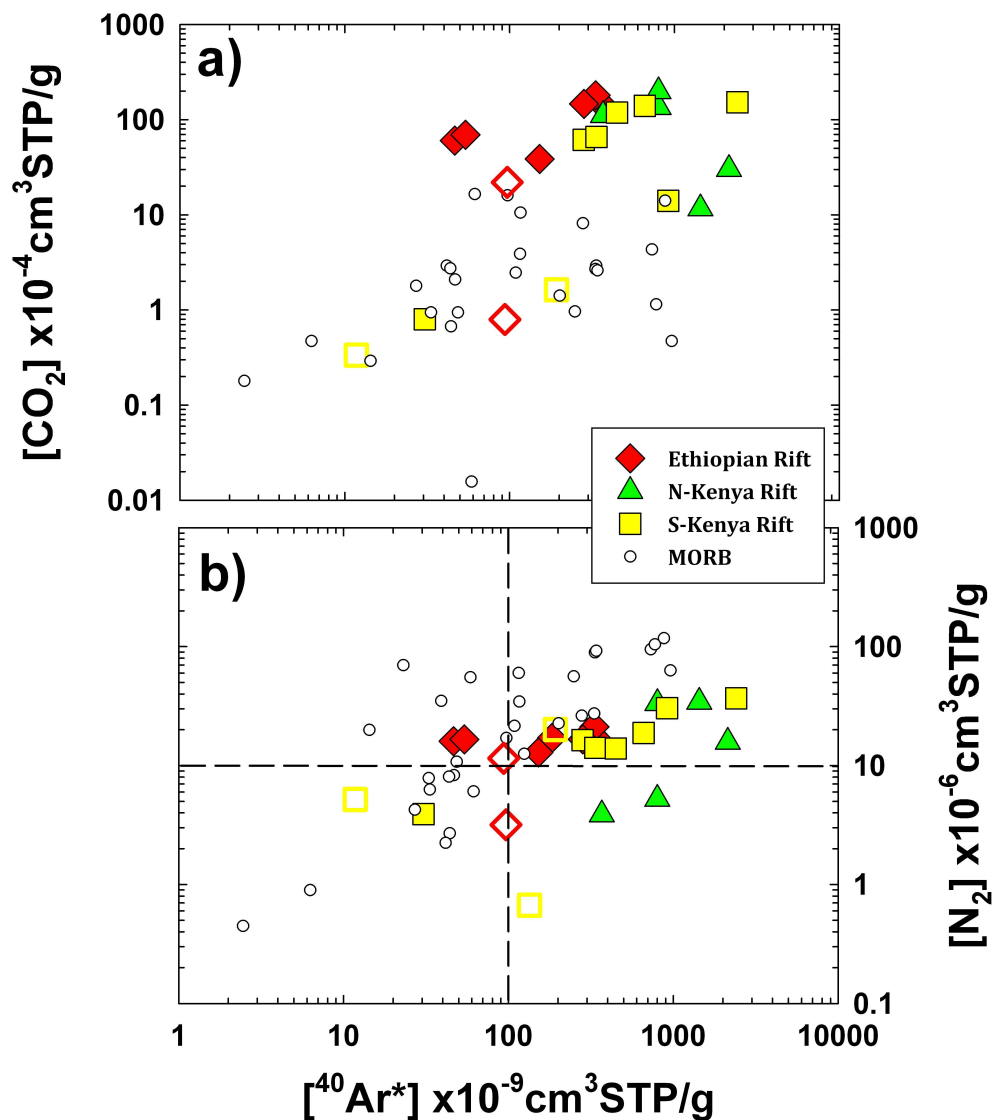 1000
a)
100
10
1
0.1
0.01
[CO₂] x10⁻⁴cm³STP/g
Ethiopian Rift
N-Kenya Rift
S-Kenya Rift
MORB
b)
1000
100
10
1
0.1
[N₂] x10⁻⁶cm³STP/g
1 10 100 1000 10000
[⁴⁰Ar*] x10⁻⁹cm³STP/g